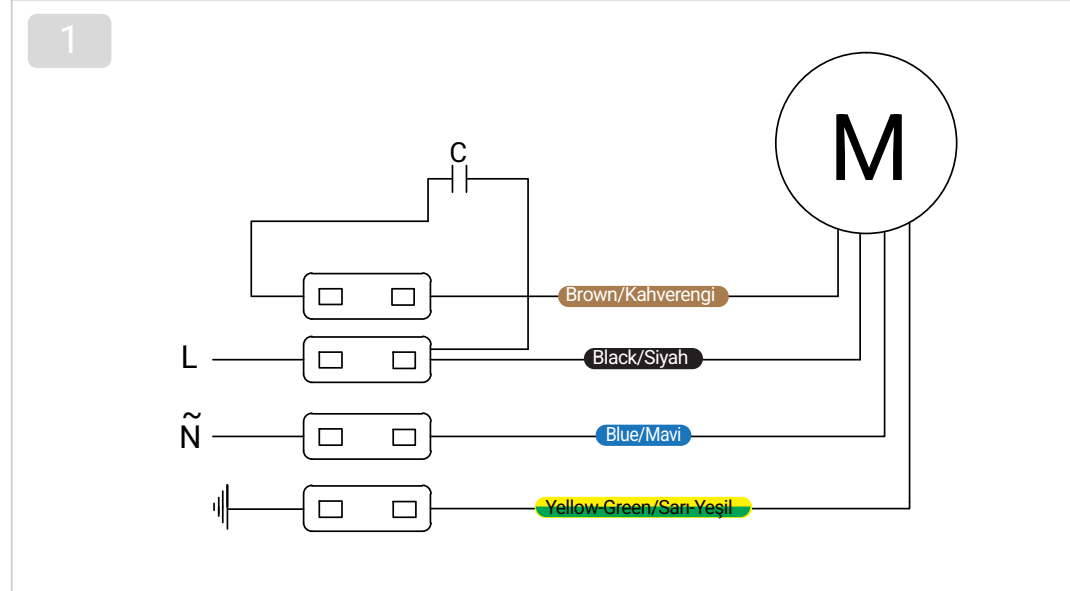 1
M
C
Brown/Kahverengi
L
Black/Siyah
~
N
Blue/Mavi
Yellow-Green/Sarı-Yeşil